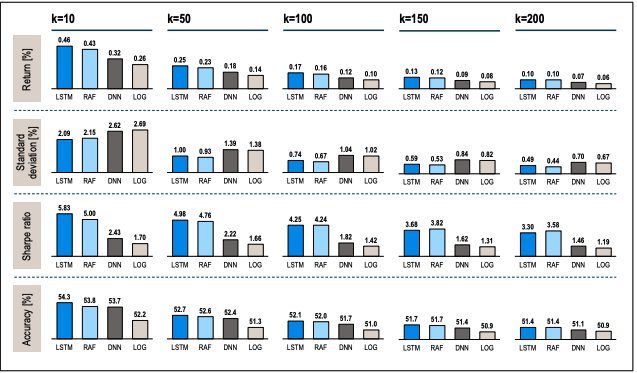 k=10 k=50 k=100 k=150 k=200
Return [%]
0.46 0.43 0.32 0.26 0.25 0.23 0.18 0.14 0.17 0.16 0.12 0.10 0.13 0.12 0.09 0.08 0.10 0.10 0.07 0.06
LSTM RAF DNN LOG LSTM RAF DNN LOG LSTM RAF DNN LOG LSTM RAF DNN LOG LSTM RAF DNN LOG
Standard
deviation [%]
2.09 2.15 2.62 2.69 1.00 0.93 1.39 1.38 0.74 0.67 1.04 1.02 0.59 0.53 0.84 0.82 0.49 0.44 0.70 0.67
LSTM RAF DNN LOG LSTM RAF DNN LOG LSTM RAF DNN LOG LSTM RAF DNN LOG LSTM RAF DNN LOG
Sharpe ratio
5.83 5.00 2.43 1.70 4.98 4.76 2.22 1.66 4.25 4.24 1.82 1.42 3.68 3.82 1.62 1.31 3.30 3.58 1.46 1.19
LSTM RAF DNN LOG LSTM RAF DNN LOG LSTM RAF DNN LOG LSTM RAF DNN LOG LSTM RAF DNN LOG
Accuracy [%]
54.3 53.8 53.7 52.2 52.7 52.6 52.4 51.3 52.1 52.0 51.7 51.0 51.7 51.7 51.4 50.9 51.4 51.4 51.1 50.9
LSTM RAF DNN LOG LSTM RAF DNN LOG LSTM RAF DNN LOG LSTM RAF DNN LOG LSTM RAF DNN LOG